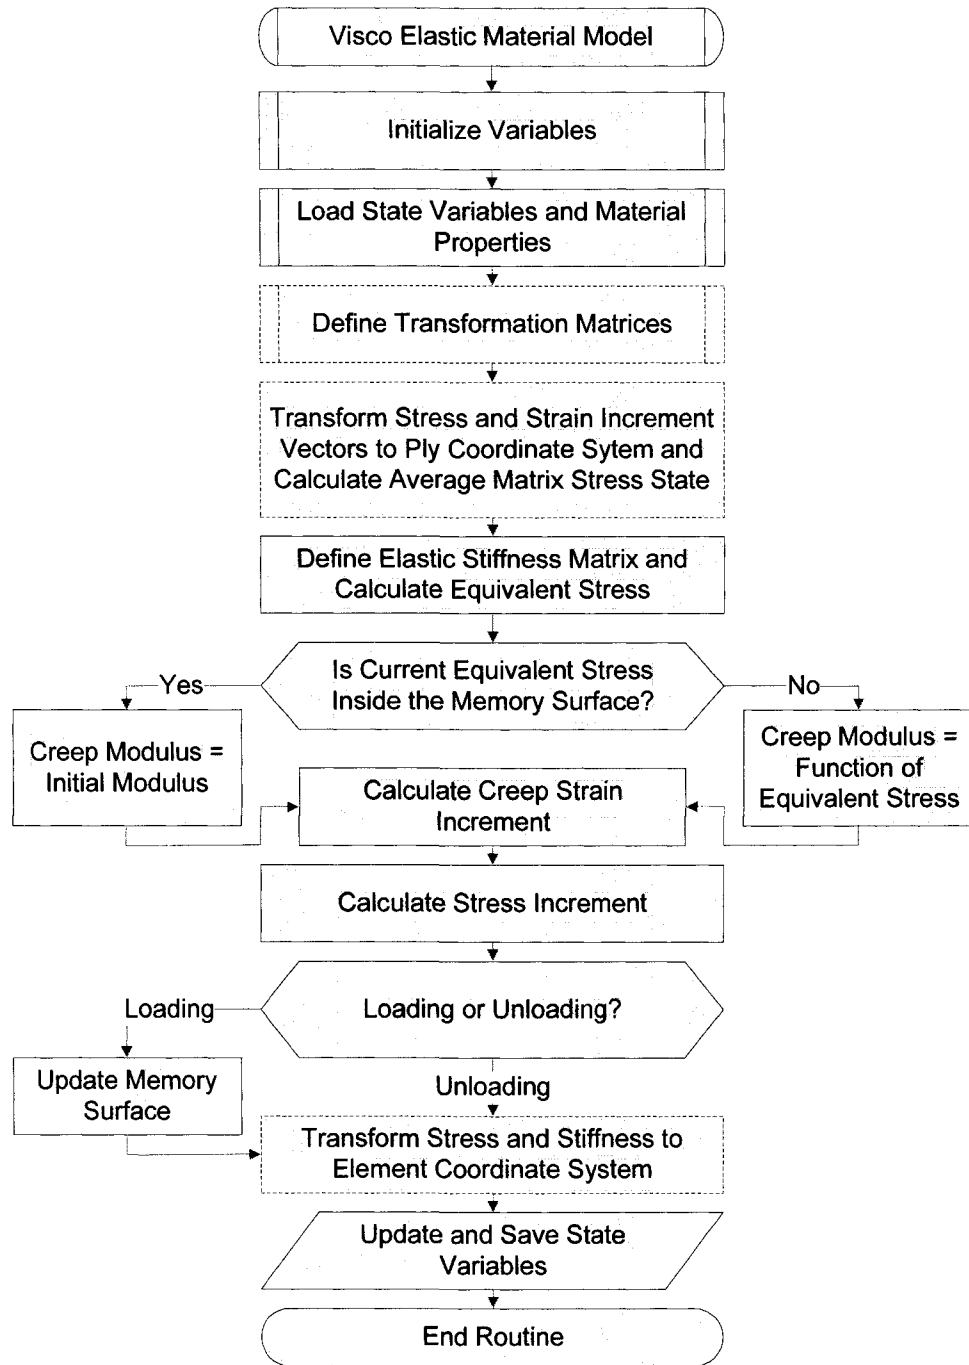 Visco Elastic Material Model
Initialize Variables
Load State Variables and Material
Properties
Define Transformation Matrices
Transform Stress and Strain Increment
Vectors to Ply Coordinate Sytem and
Calculate Average Matrix Stress State
Define Elastic Stiffness Matrix and
Calculate Equivalent Stress
Is Current Equivalent Stress
Inside the Memory Surface?
Yes
No
Creep Modulus =
Initial Modulus
Creep Modulus =
Function of
Equivalent Stress
Calculate Creep Strain
Increment
Calculate Stress Increment
Loading or Unloading?
Loading
Update Memory
Surface
Unloading
Transform Stress and Stiffness to
Element Coordinate System
Update and Save State
Variables
End Routine